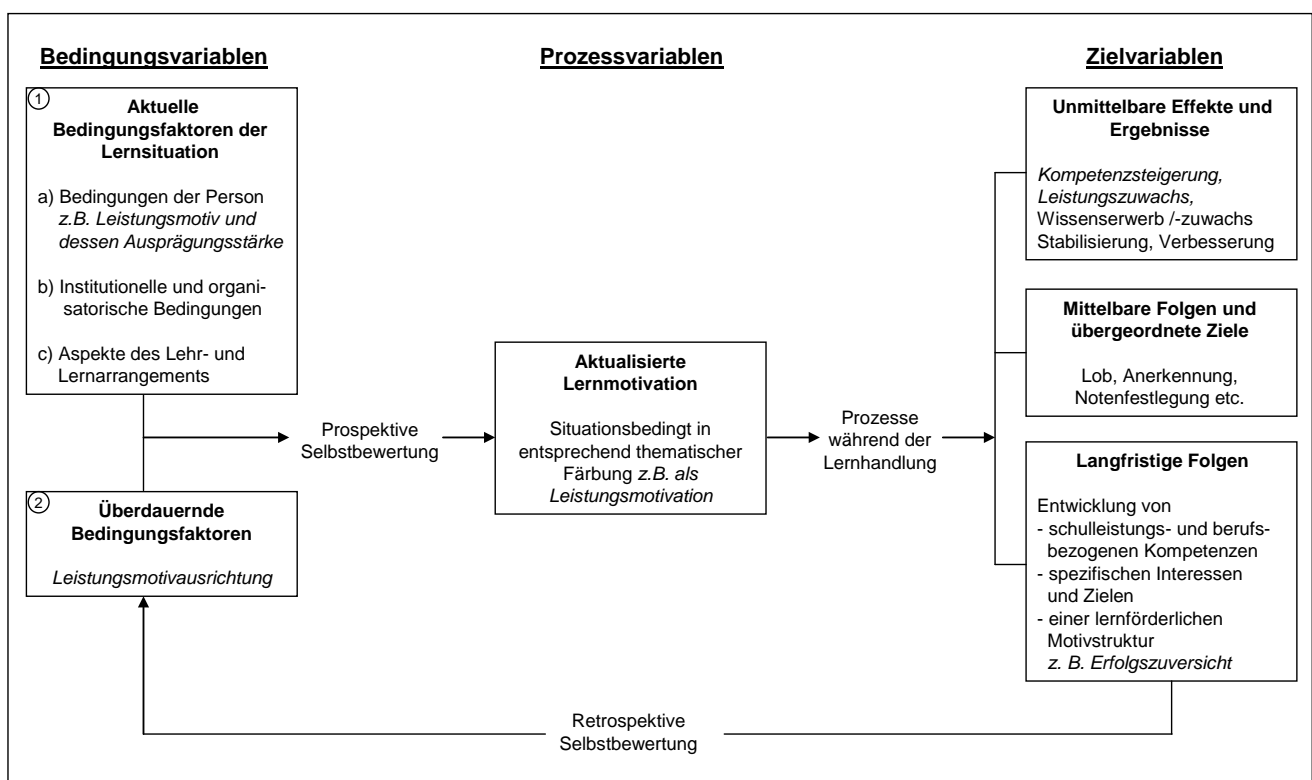 Bedingungsvariablen
Prozessvariablen
Zielvariablen
1
Aktuelle
Bedingungsfaktoren der
Lernsituation
a) Bedingungen der Person
z.B. Leistungsmotiv und
dessen Ausprägungsstärke
b) Institutionelle und organi-
satorische Bedingungen
c) Aspekte des Lehr- und
Lernarrangements
2
Überdauernde
Bedingungsfaktoren
Leistungsmotivausrichtung
Prospektive
Selbstbewertung
Aktualisierte
Lernmotivation
Situationsbedingt in
entsprechend thematischer
Färbung z.B. als
Leistungsmotivation
Prozesse
während der
Lernhandlung
Unmittelbare Effekte und
Ergebnisse
Kompetenzsteigerung,
Leistungszuwachs,
Wissenserwerb /-zuwachs
Stabilisierung, Verbesserung
Mittelbare Folgen und
übergeordnete Ziele
Lob, Anerkennung,
Notenfestlegung etc.
Langfristige Folgen
Entwicklung von
- schulleistungs- und berufs-
bezogenen Kompetenzen
- spezifischen Interessen
und Zielen
- einer lernförderlichen
Motivstruktur
z. B. Erfolgszuversicht
Retrospektive
Selbstbewertung